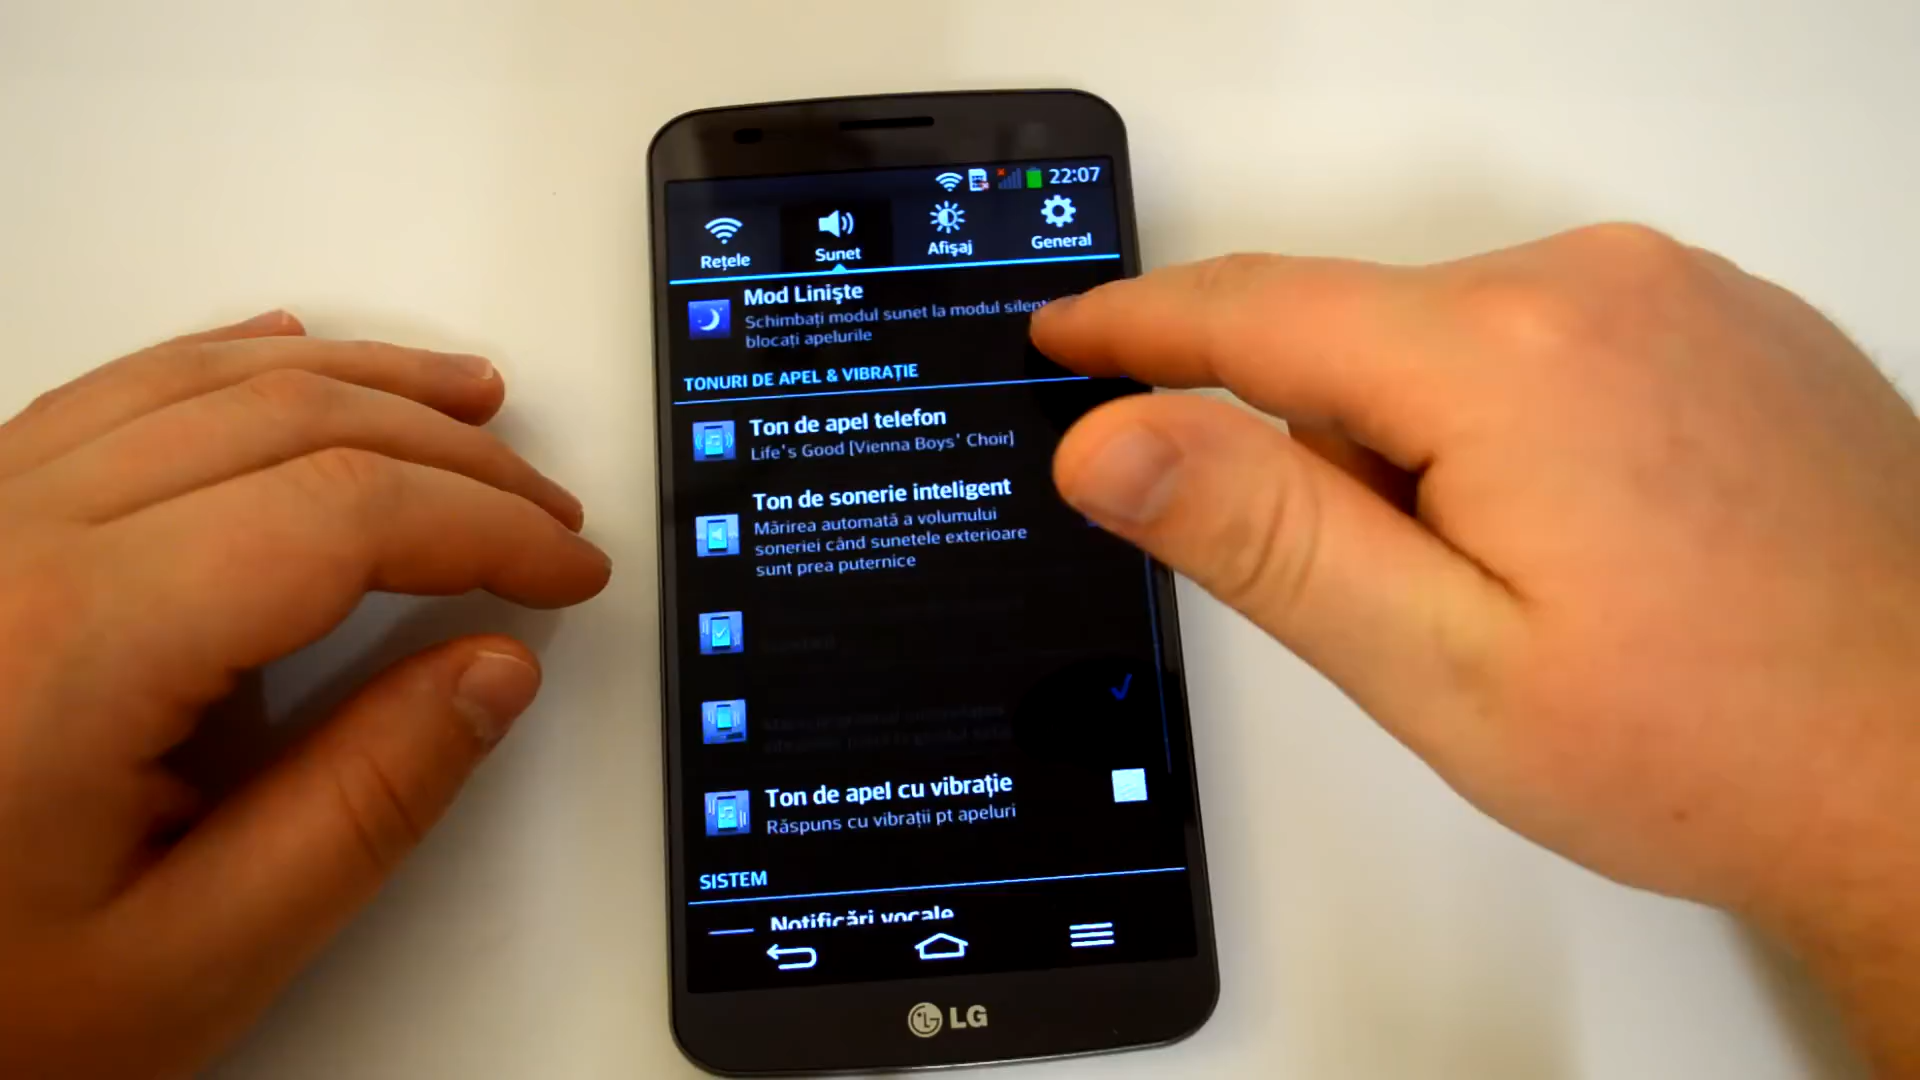 22:07
Rețele
Sunet
Afișaj
General
Mod Liniște
Schimbați modul sunet la modul
blocați apelurile
TONURI DE APEL & VIBRAȚIE
Ton de apel telefon
Life's Good [Vienna Boys' Choir]
Ton de sonerie inteligent
Mărirea automată a volumului
soneriei când sunetele exterioare
sunt prea puternice
Ton de apel cu vibrație
Răspuns cu vibrații pt apeluri
SISTEM
Notificări vocale
LG